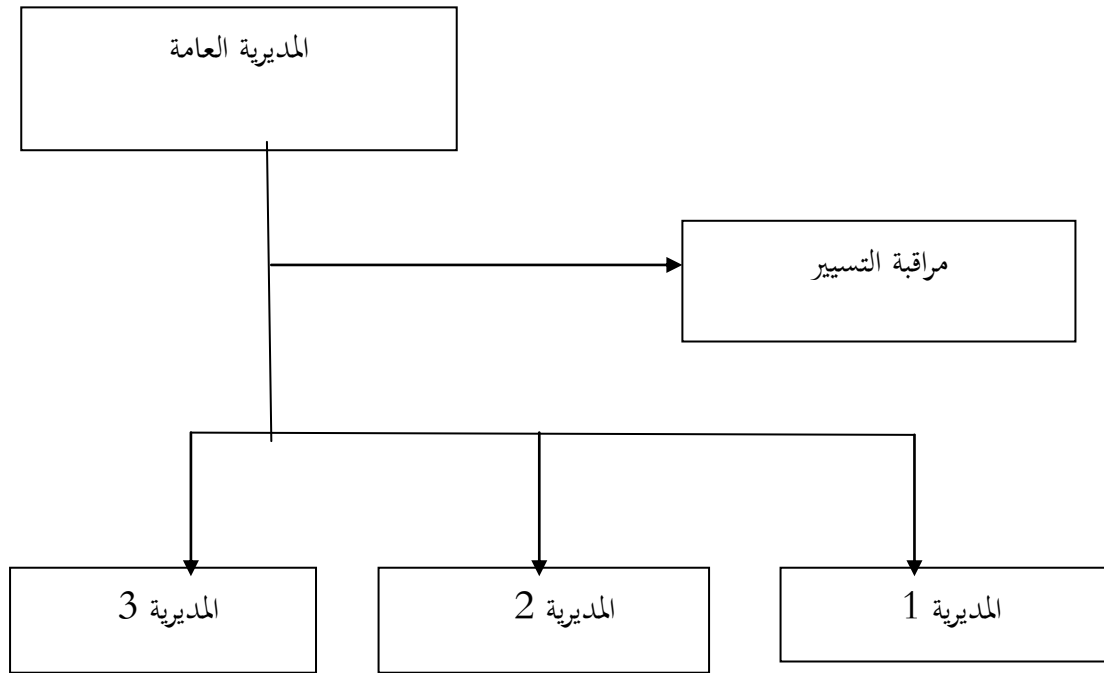 المديرية العامة
مراقبة التسيير
المديرية 1
المديرية 2
المديرية 3